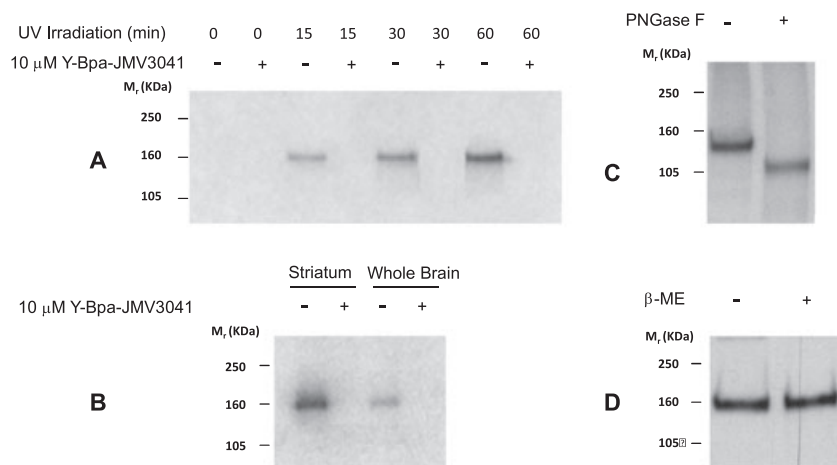 UV Irradiation (min) 0 0 15 15 30 30 60 60
10 μM Y-Bpa-JMV3041 - + - + - + - +
Mr (KDa)
250
160
105
A
PNGase F - +
Mr (KDa)
250
160
105
C
Striatum Whole Brain
10 μM Y-Bpa-JMV3041 - + - +
Mr (KDa)
250
160
105
B
β-ME - +
Mr (KDa)
250
160
105
D